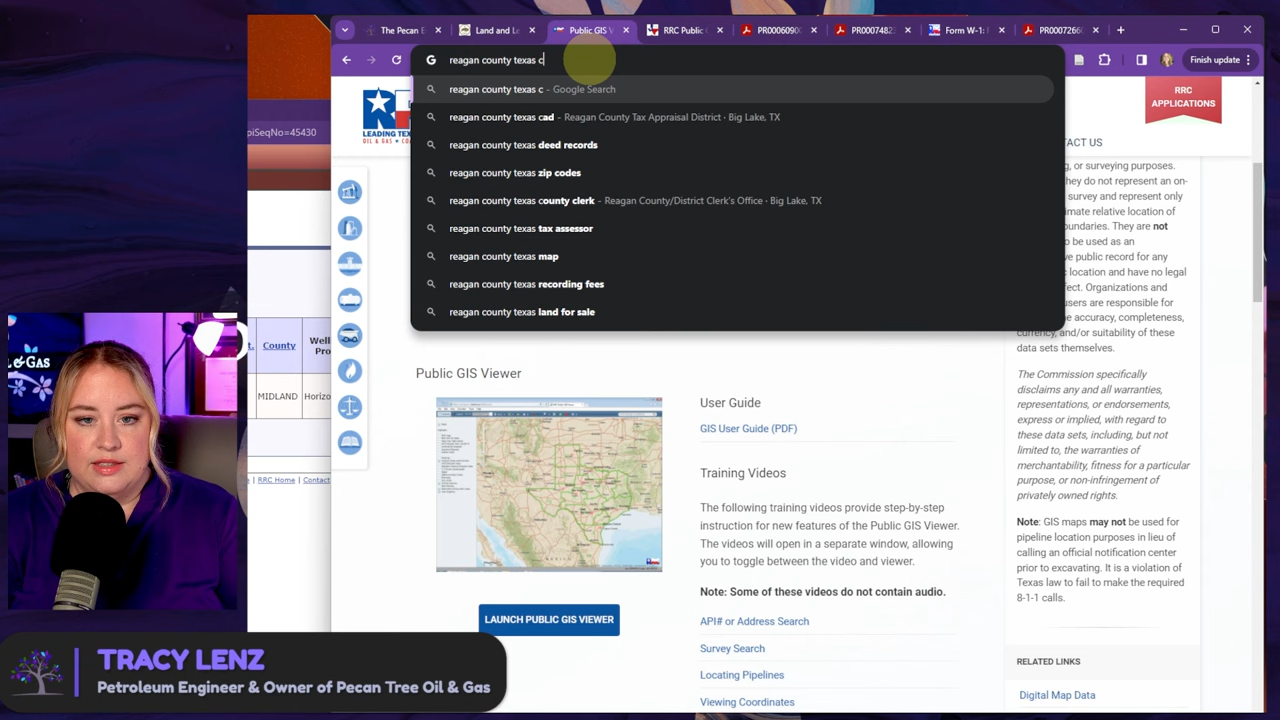 The Pecan E
Land and Le
Public GIS V
RRC Public
PR0006090
PR0007482
Form W-1:
PR0007266
Finish update
reagan county texas c
reagan county texas c - Google Search
reagan county texas cad - Reagan County Tax Appraisal District · Big Lake, TX
reagan county texas deed records
reagan county texas zip codes
reagan county texas county clerk - Reagan County/District Clerk's Office · Big Lake, TX
reagan county texas tax assessor
reagan county texas map
reagan county texas recording fees
reagan county texas land for sale
LEADING TEX
OIL & GAS
RRC
APPLICATIONS
TACT US
, or surveying purposes.
they do not represent an on-
survey and represent only
imate relative location of
oundaries. They are not
o be used as an
ve public record for any
location and have no legal
fect. Organizations and
users are responsible for
the accuracy, completeness,
currency, and/or suitability of these
data sets themselves.
The Commission specifically
disclaims any and all warranties,
representations, or endorsements,
express or implied, with regard to
these data sets, including, but not
limited to, the warranties of
merchantability, fitness for a particular
purpose, or non-infringement of
privately owned rights.
Note: GIS maps may not be used for
pipeline location purposes in lieu of
calling an official notification center
prior to excavating. It is a violation of
Texas law to fail to make the required
8-1-1 calls.
RELATED LINKS
Digital Map Data
Public GIS Viewer
LAUNCH PUBLIC GIS VIEWER
User Guide
GIS User Guide (PDF)
Training Videos
The following training videos provide step-by-step
instruction for new features of the Public GIS Viewer.
The videos will open in a separate window, allowing
you to toggle between the video and viewer.
Note: Some of these videos do not contain audio.
API# or Address Search
Survey Search
Locating Pipelines
Viewing Coordinates
piSeqNo=45430
County
Well
Pro
MIDLAND
Horizo
RRC Home | Contact
& GAS
TRACY LENZ
Petroleum Engineer & Owner of Pecan Tree Oil & Gas